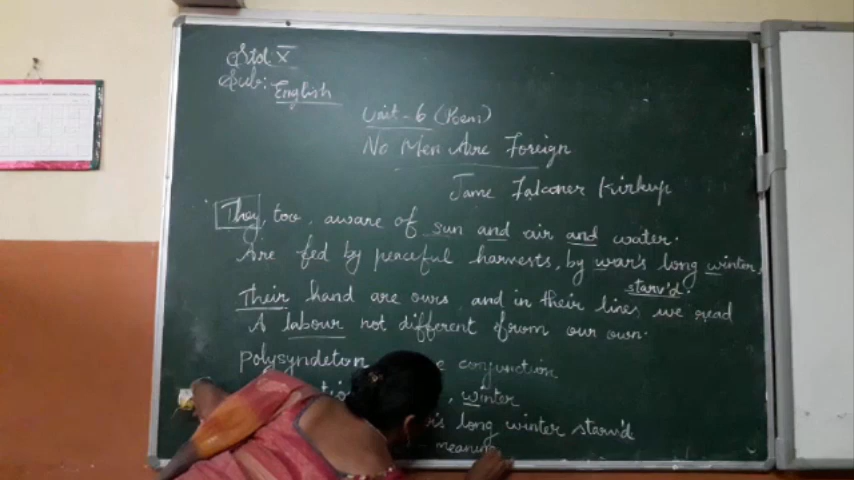 Std X
Sub: English
Unit - 6 (Poem)
No Men Are Foreign
Jame Falconer Kirkup
They, too, aware of sun and air and water.
Are fed by peaceful harvests, by war's long winter,
starv'd.
Their hand are ours, and in their lines we read
A labour not different from our own.
Polysyndeton conjunction
, winter
long winter starv'd
- meanin